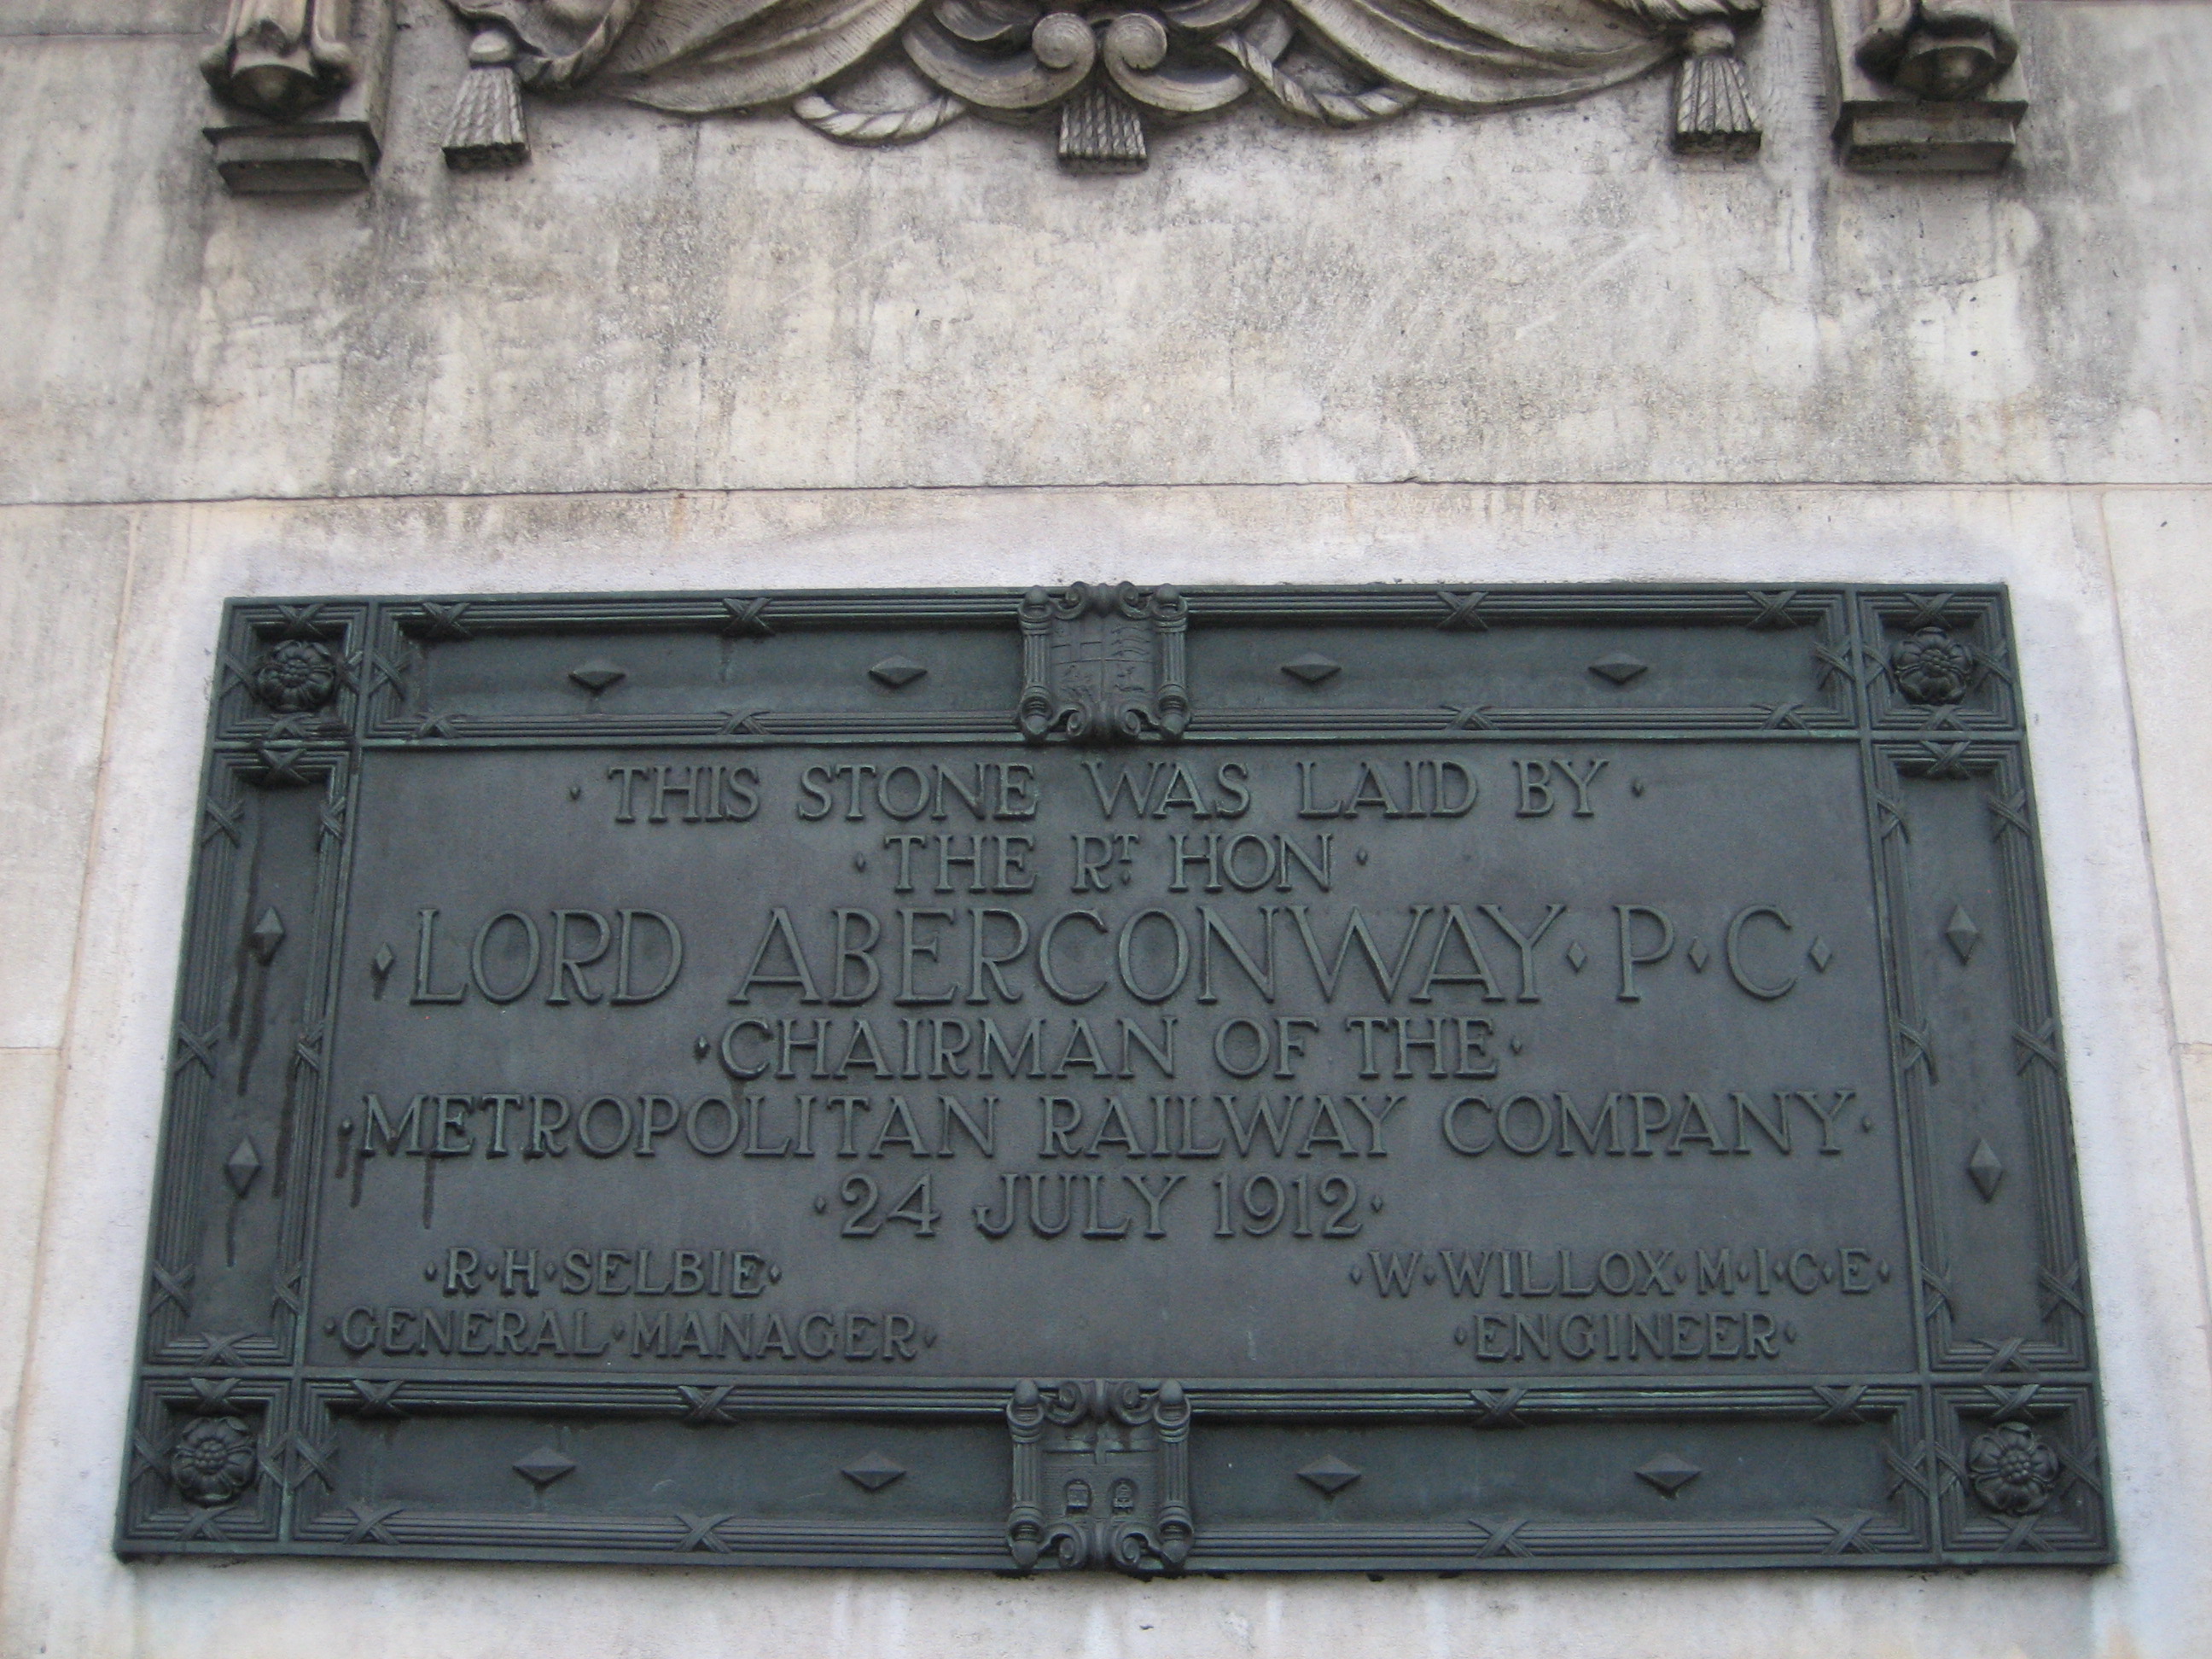 · THIS STONE WAS LAID BY ·
· THE RT. HON ·
· LORD ABERCONWAY · P · C ·
· CHAIRMAN OF THE ·
· METROPOLITAN RAILWAY COMPANY ·
· 24 JULY 1912 ·
· R · H · SELBIE ·
· GENERAL · MANAGER ·
· W · WILLOX · M · I · C · E ·
· ENGINEER ·